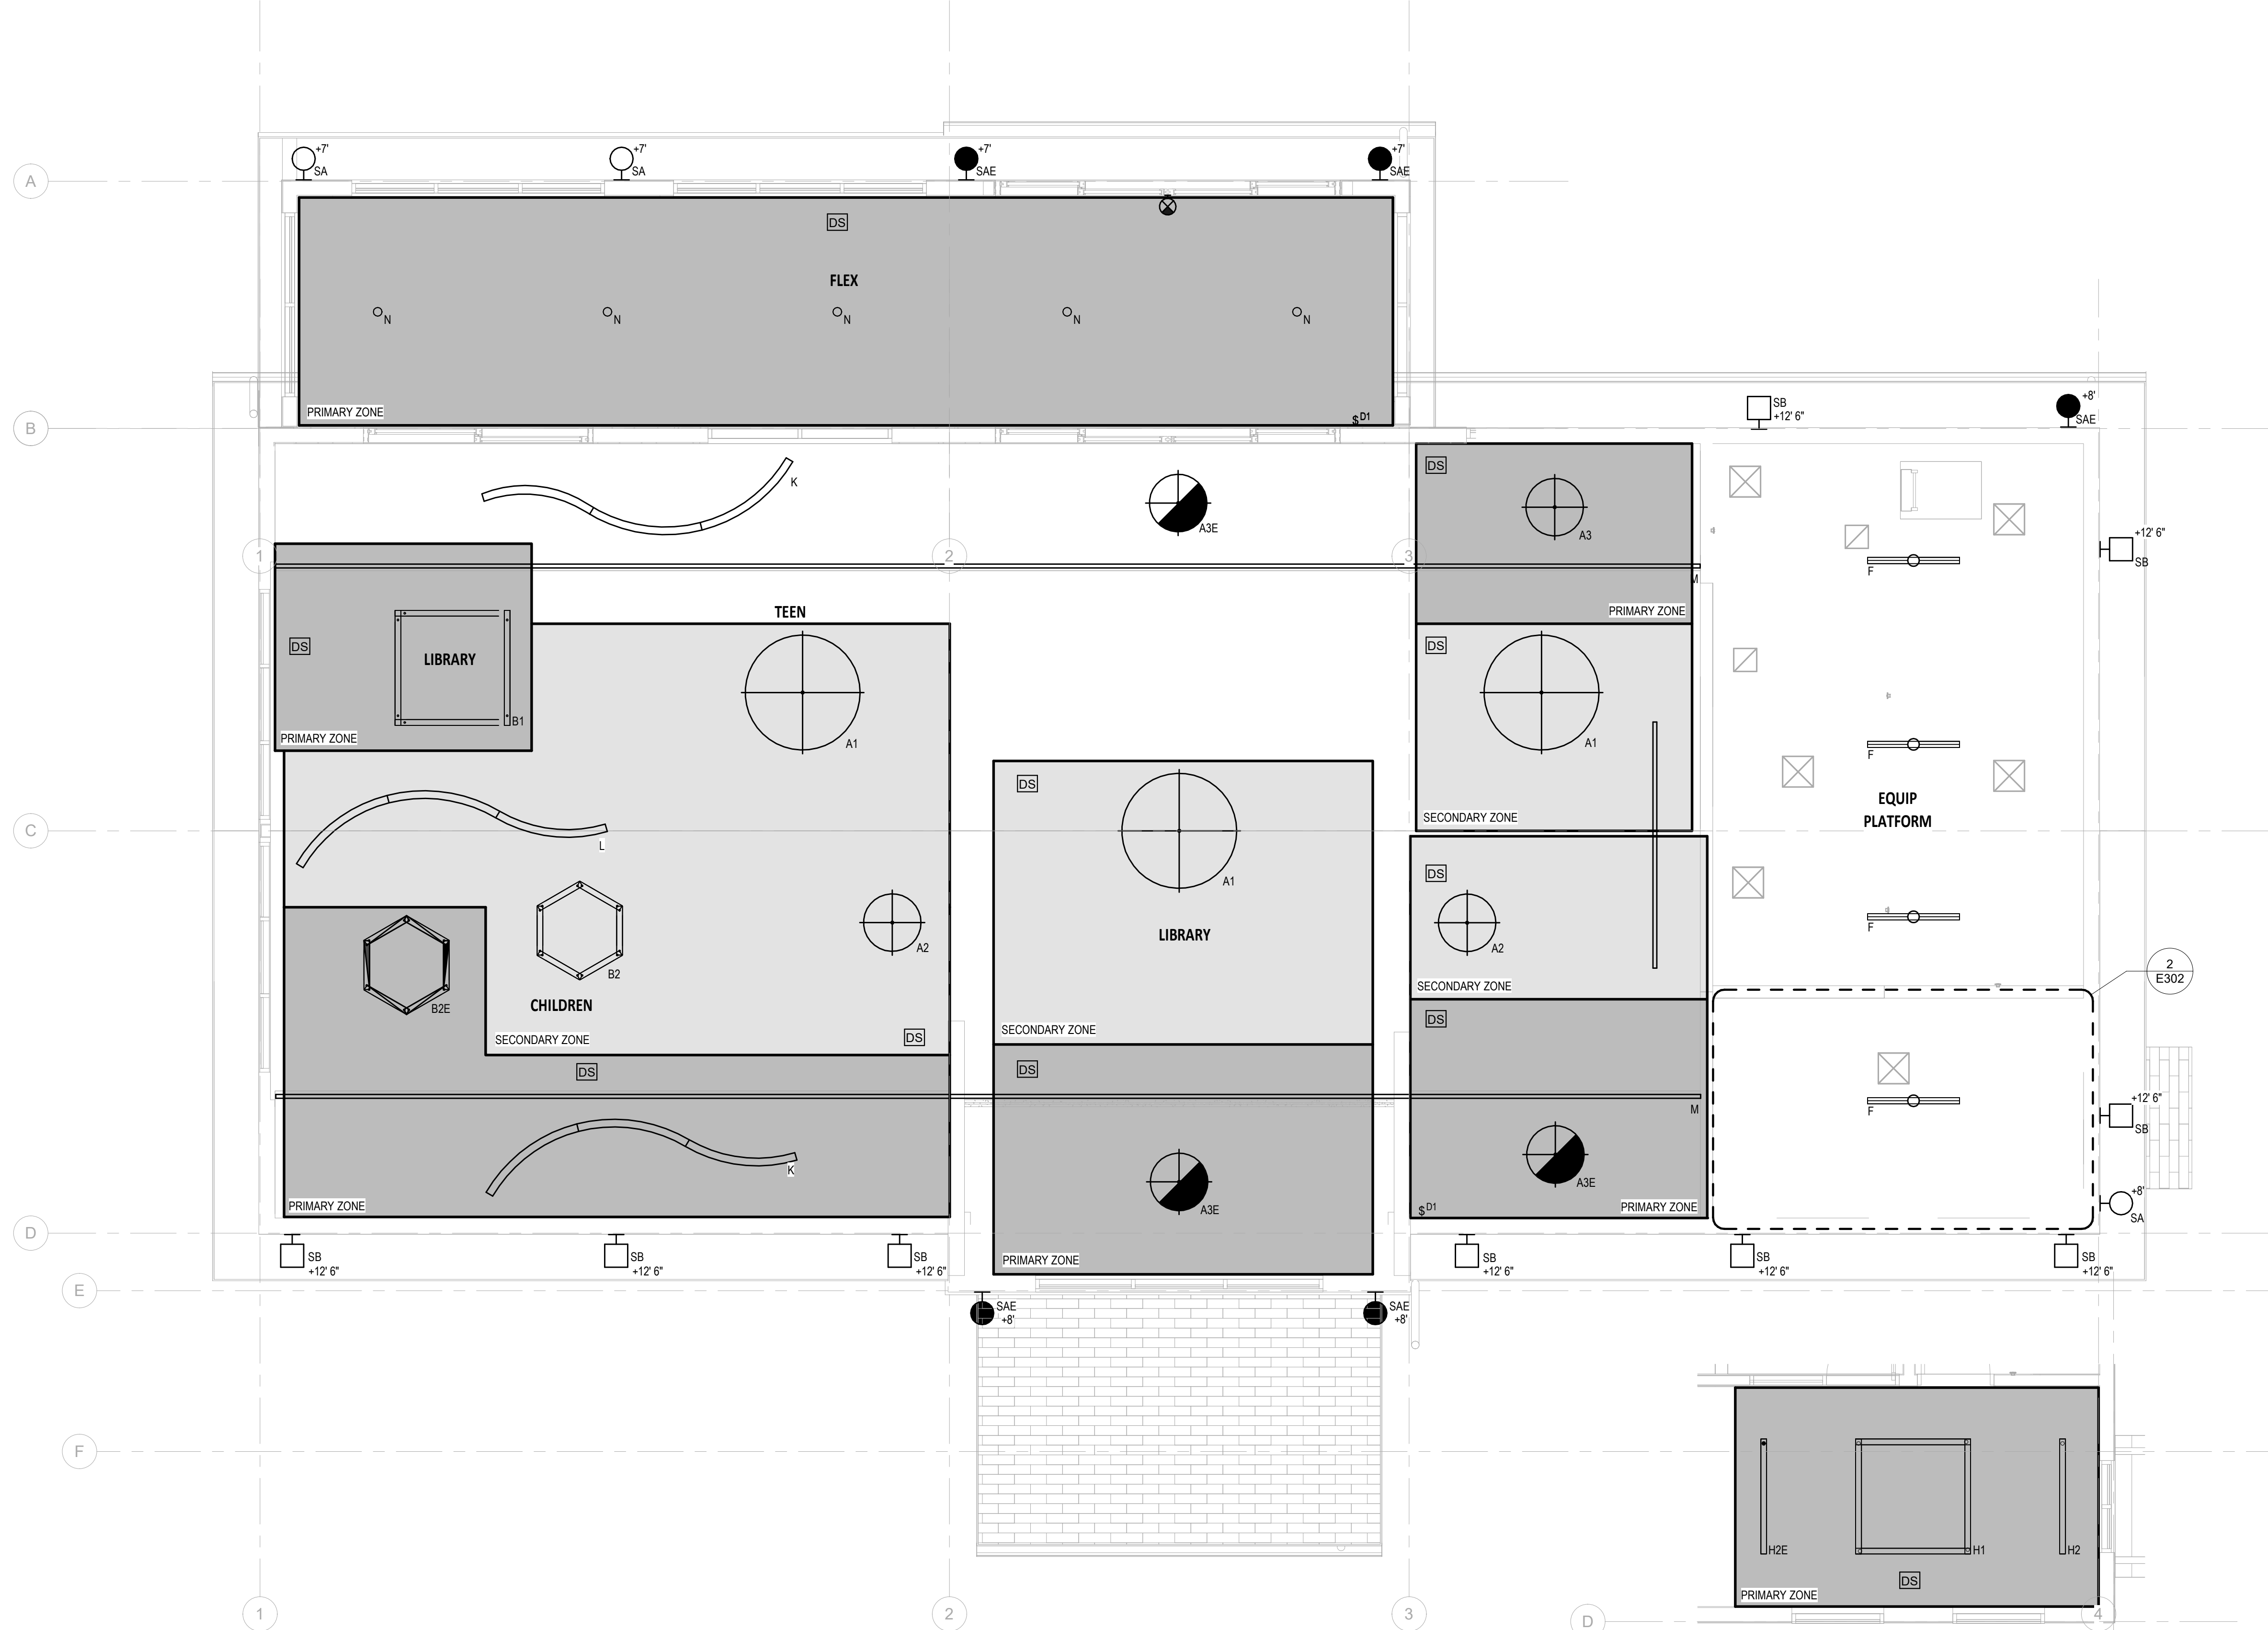 +7'
SA
+7'
SA
+7'
SAE
+7'
SAE
A
DS
FLEX
N
N
N
N
N
PRIMARY ZONE
$ D1
B
SB
+12' 6"
+8'
SAE
K
A3E
DS
A3
+12' 6"
SB
1
2
3
F
M
TEEN
PRIMARY ZONE
DS
LIBRARY
DS
B1
PRIMARY ZONE
A1
A1
F
DS
EQUIP
PLATFORM
SECONDARY ZONE
C
L
A1
DS
A2
A2
F
B2
B2E
LIBRARY
CHILDREN
2
E302
SECONDARY ZONE
DS
SECONDARY ZONE
SECONDARY ZONE
DS
DS
DS
+12' 6"
SB
M
F
K
A3E
A3E
PRIMARY ZONE
$ D1
PRIMARY ZONE
+8'
SA
D
SB
+12' 6"
SB
+12' 6"
SB
+12' 6"
PRIMARY ZONE
SB
+12' 6"
SB
+12' 6"
SB
+12' 6"
E
SAE
+8'
SAE
+8'
F
H2E
H1
H2
DS
PRIMARY ZONE
1
2
3
D
4